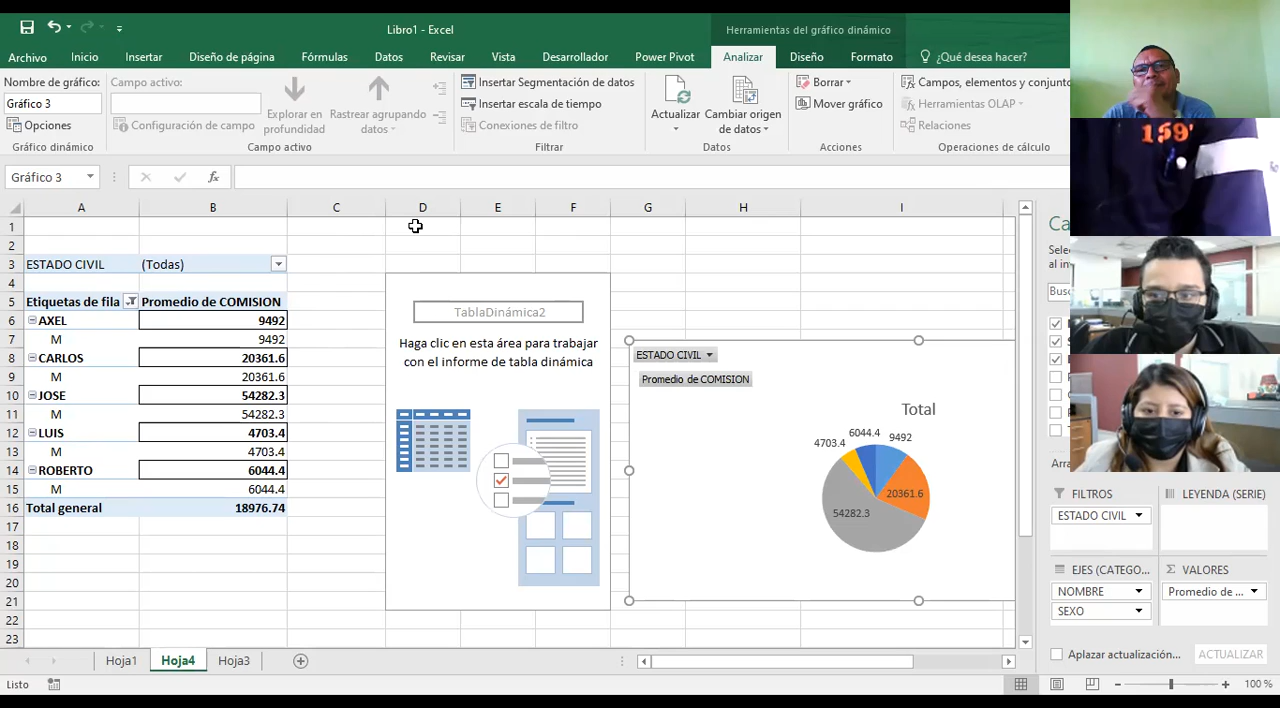 Libro1 - Excel
Herramientas del gráfico dinámico
Archivo Inicio Insertar Diseño de página Fórmulas Datos Revisar Vista Desarrollador Power Pivot Analizar Diseño Formato ¿Qué desea hacer?
Nombre de gráfico: Campo activo: Insertar Segmentación de datos Borrar Campos, elementos y conjunto
Gráfico 3 Insertar escala de tiempo Mover gráfico Herramientas OLAP
Opciones Configuración de campo Explorar en profundidad Rastrear agrupando datos Conexiones de filtro Actualizar Cambiar origen de datos Relaciones
Gráfico dinámico Campo activo Filtrar Datos Acciones Operaciones de cálculo
Gráfico 3 fx
A B C D E F G H I
1
2
3 ESTADO CIVIL (Todas)
4
5 Etiquetas de fila Promedio de COMISION
6 AXEL 9492
7 M 9492
8 CARLOS 20361.6
9 M 20361.6
10 JOSE 54282.3
11 M 54282.3
12 LUIS 4703.4
13 M 4703.4
14 ROBERTO 6044.4
15 M 6044.4
16 Total general 18976.74
17
18
19
20
21
22
23
TablaDinámica2
Haga clic en esta área para trabajar
con el informe de tabla dinámica
ESTADO CIVIL
Promedio de COMISION
Total
6044.4 9492
4703.4
20361.6
54282.3
159
FILTROS LEYENDA (SERIE)
ESTADO CIVIL
EJES (CATEGO... Σ VALORES
NOMBRE Promedio de ...
SEXO
Aplazar actualización... ACTUALIZAR
Hoja1 Hoja4 Hoja3
Listo 100 %